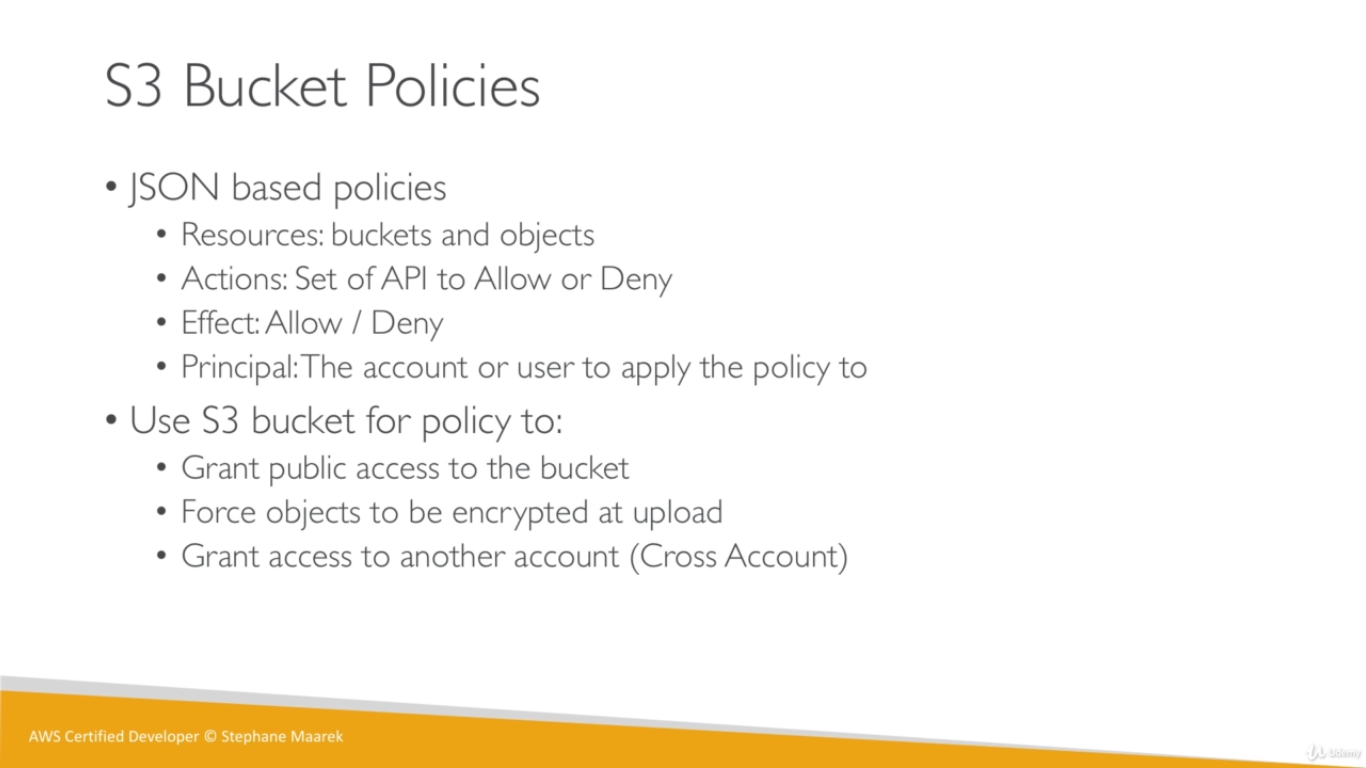 S3 Bucket Policies
• JSON based policies
• Resources: buckets and objects
• Actions: Set of API to Allow or Deny
• Effect: Allow / Deny
• Principal: The account or user to apply the policy to
• Use S3 bucket for policy to:
• Grant public access to the bucket
• Force objects to be encrypted at upload
• Grant access to another account (Cross Account)
AWS Certified Developer © Stephane Maarek
Udemy